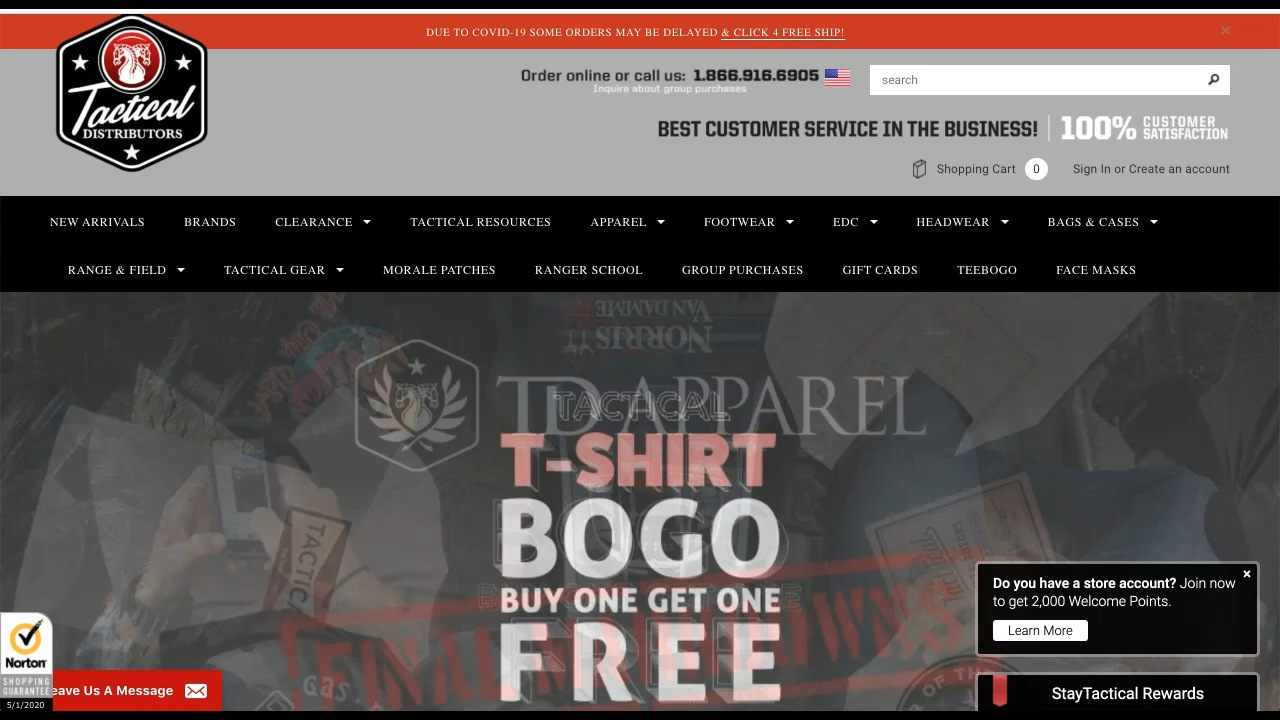 DUE TO COVID-19 SOME ORDERS MAY BE DELAYED & CLICK 4 FREE SHIP!
×
Tactical
DISTRIBUTORS
Order online or call us: 1.866.916.6905
Inquire about group purchases
search
BEST CUSTOMER SERVICE IN THE BUSINESS!
100% CUSTOMER SATISFACTION
Shopping Cart 0
Sign In or Create an account
NEW ARRIVALS BRANDS CLEARANCE TACTICAL RESOURCES APPAREL FOOTWEAR EDC HEADWEAR BAGS & CASES
RANGE & FIELD TACTICAL GEAR MORALE PATCHES RANGER SCHOOL GROUP PURCHASES GIFT CARDS TEEBOGO FACE MASKS
VAN DAMME
NORRIS
TD APPAREL
TACTICAL
T-SHIRT
BOGO
BUY ONE GET ONE
FREE
TACTIC
Do you have a store account? Join now
to get 2,000 Welcome Points.
×
Learn More
StayTactical Rewards
Norton
SHOPPING
GUARANTEE
5/1/2020
eave Us A Message